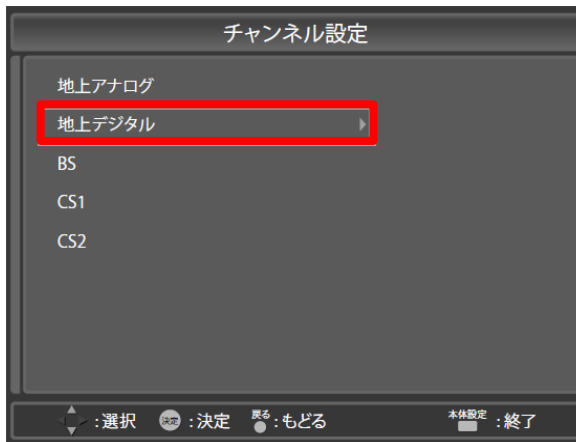 チャンネル設定
地上アナログ
地上デジタル
BS
CS1
CS2
:選択 決定 :決定 戻る :もどる 本体設定 :終了